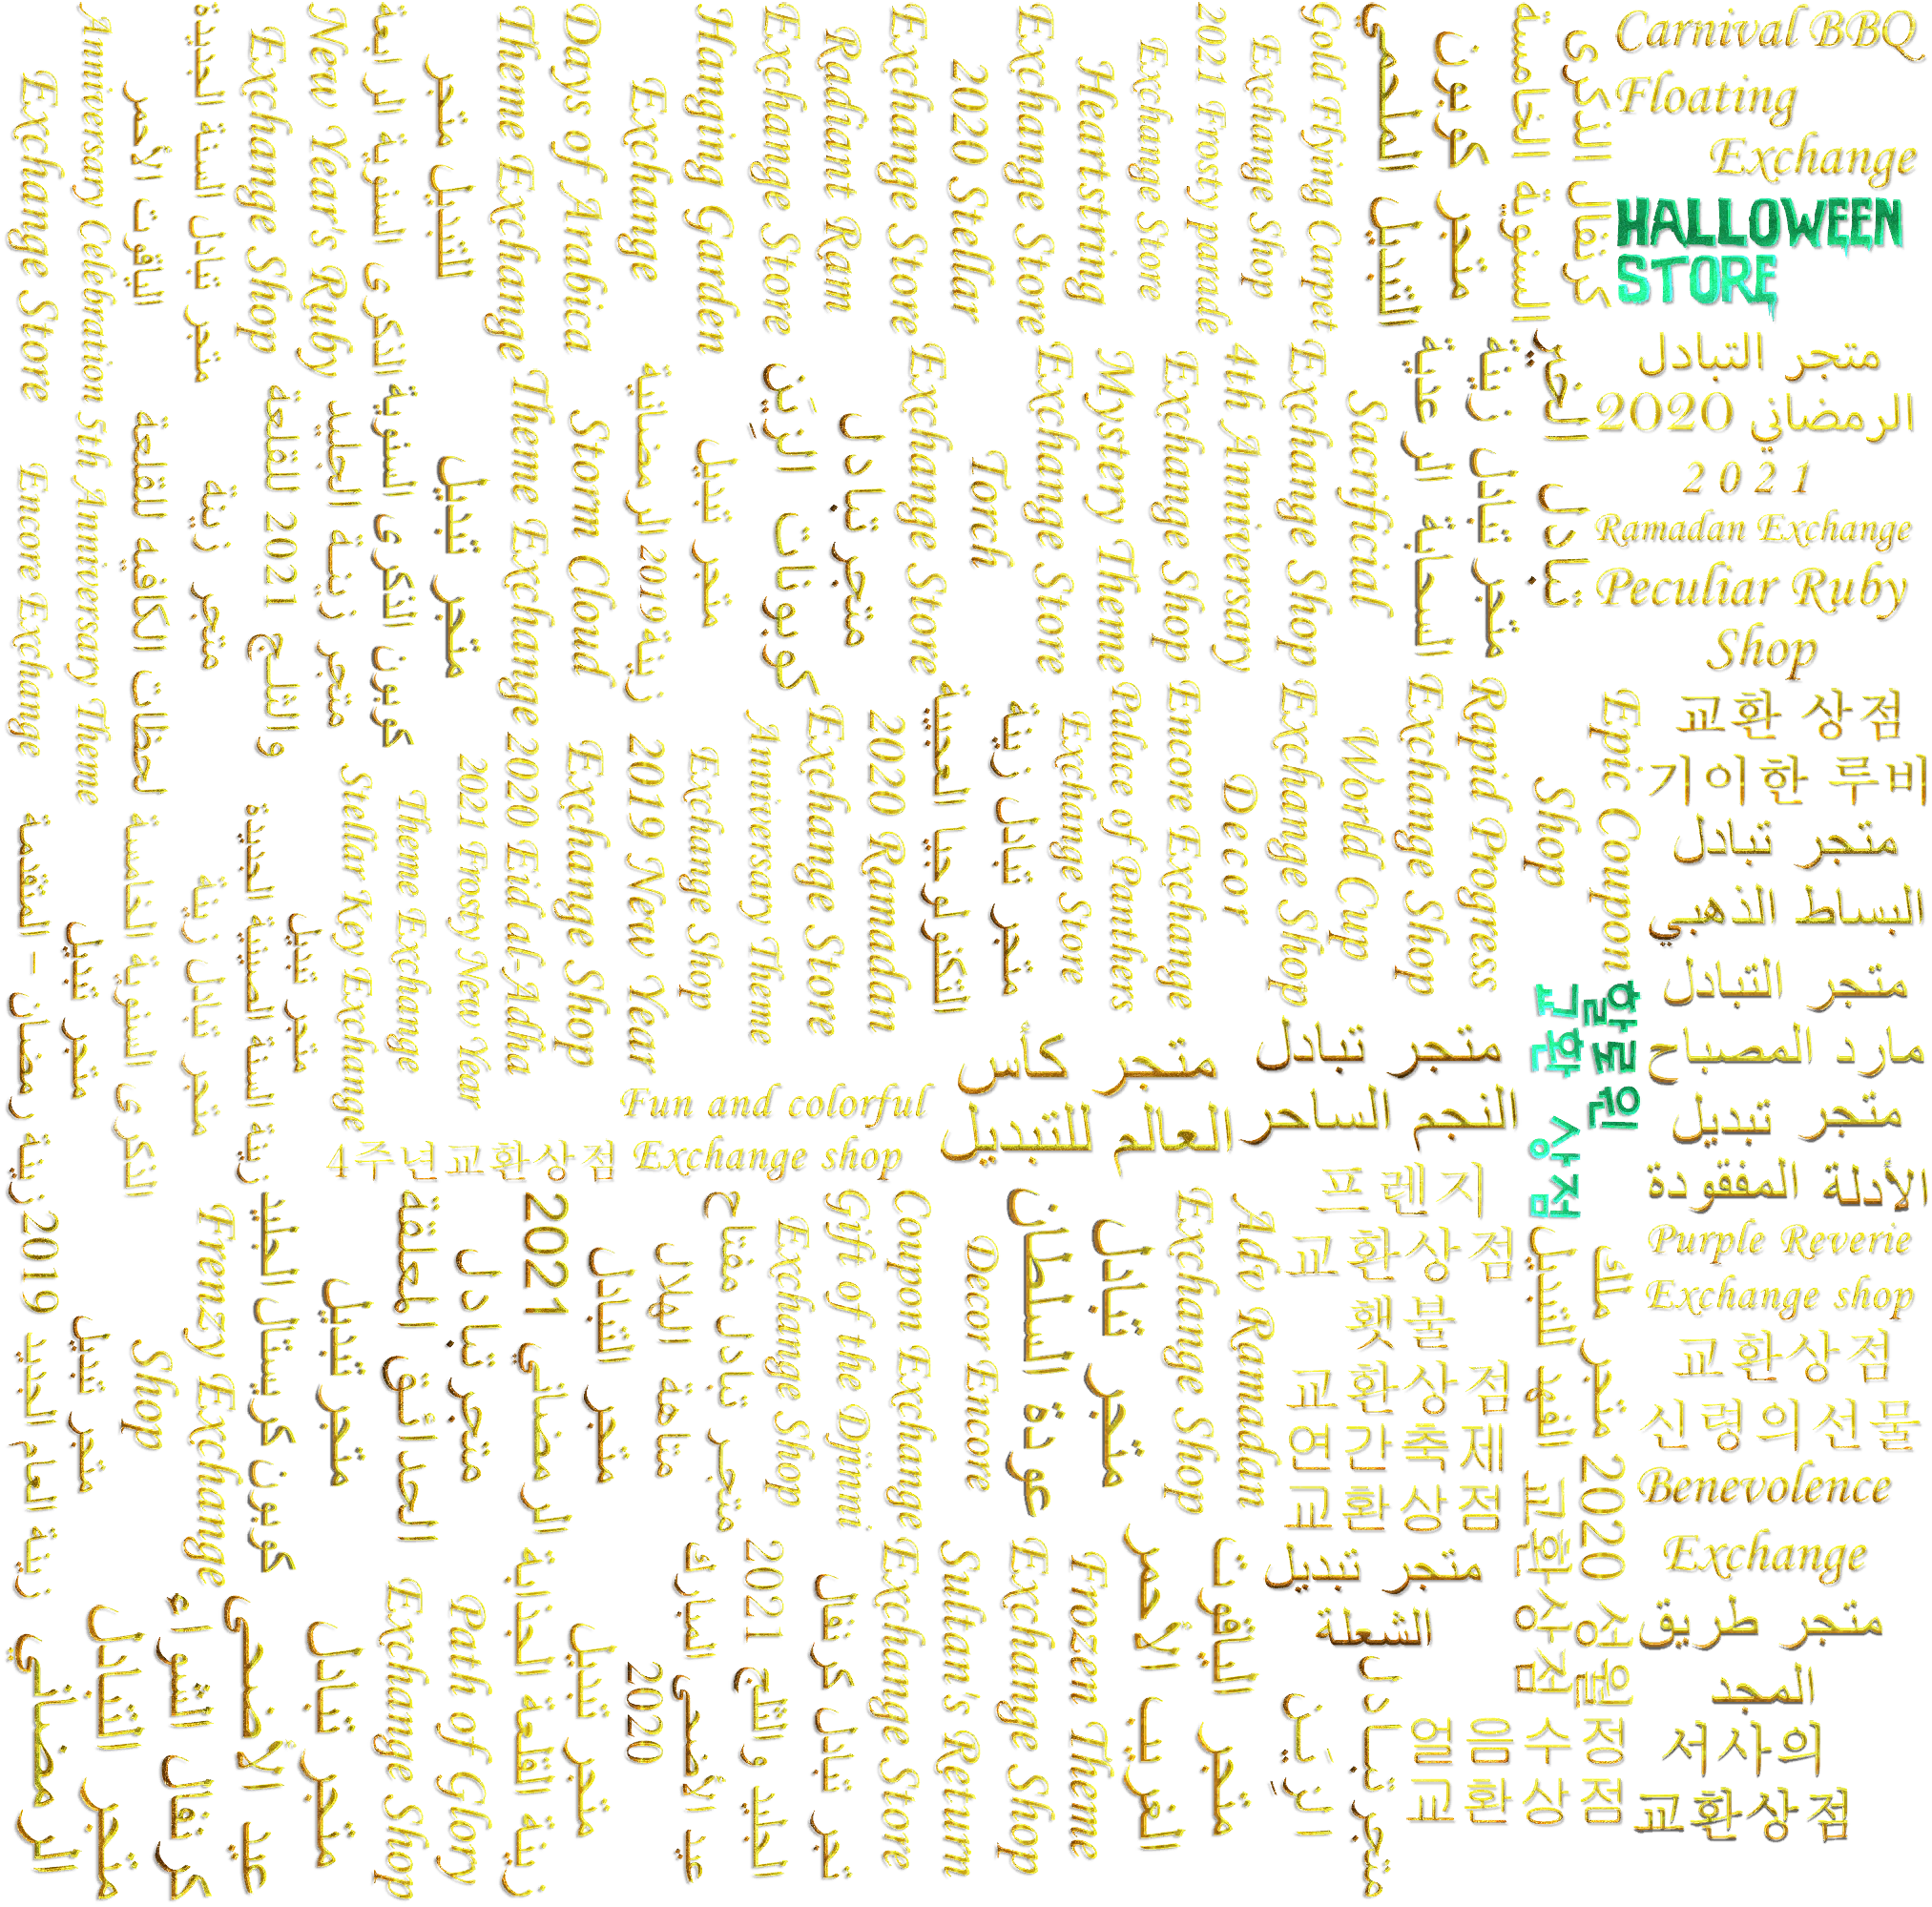 Carnival BBQ
Floating
Exchange
HALLOWEEN
STORE
متجر التبادل
الرمضاني 2020
2021
Ramadan Exchange
Peculiar Ruby
Shop
교환 상점
기이한 루비
متجر تبادل
البساط الذهبي
متجر التبادل
مارد المصباح
متجر تبديل
الأدلة المفقودة
Purple Reverie
Exchange shop
교환상점
신령의선물
Benevolence
Exchange
متجر طريق
المجد
서사의
교환상점
الذكرى
الخامسة
كرنفال
السنوية
كوبون
الملحمي
متجر
التبديل
Gold Flying Carpet
Exchange Shop
2021 Frosty parade
Exchange Store
Heartstring
Exchange Store
2020 Stellar
Exchange Store
Radiant Ram
Exchange Store
Hanging Garden
Exchange
Days of Arabica
Theme Exchange
متجر التبديل
الذكرى السنوية الرابعة
New Year's Ruby
Exchange Shop
متجر تبادل السنة الجديدة
الياقوت الأحمر
Anniversary Celebration
Exchange Store
تبادل الخير
متجر تبادل زينة
السحابة الرعدية
Sacrificial
Exchange Shop
4th Anniversary
Exchange Shop
Mystery Theme
Exchange Store
Torch
Exchange Store
متجر تبادل
كوبونات الزين
متجر تبديل
زينة 2019 الرمضانية
Storm Cloud
Theme Exchange
متجر تبديل
كوبون الذكرى السنوية
متجر زينة الجليد
والثلج 2021 للقلعة
متجر زينة
لحظات الكافيه للقلعة
5th Anniversary Theme
Encore Exchange
Epic Coupon
Shop
Rapid Progress
Exchange Shop
World Cup
Exchange Shop
Decor
Encore Exchange
Palace of Panthers
Exchange Store
متجر تبادل زينة
التكنولوجيا العجيبة
2020 Ramadan
Exchange Store
Anniversary Theme
Exchange Shop
2019 New Year
Exchange Shop
2020 Eid al-Adha
2021 Frosty New Year
Theme Exchange
Stellar Key Exchange
متجر تبديل
زينة السنة الصينية الجديدة
متجر تبادل زينة
الذكرى السنوية الخامسة
متجر تبديل
زينة رمضان - المتقدمة
할로윈
교환 상점
متجر كأس
العالم للتبديل
متجر تبادل
النجم الساحر
Fun and colorful
Exchange shop
4주년교환상점
프렌지
교환상점
횃불
교환상점
연간축제
교환상점
متجر تبديل
الشعلة
ملك متجر 2020
التبديل الفهد
성월
교환상점
얼음수정
교환상점
Adv Ramadan
Exchange Shop
متجر تبادل
عودة السلطان
Decor Encore
Coupon Exchange
Gift of the Djinni
Exchange Shop
متجر تبادل مفتاح
متاهة الهلال
متجر التبادل
الرمضاني 2021
متجر تبادل
الحدائق المعلقة
متجر تبديل
كوبون كريستال الجليد
Frenzy Exchange
Shop
متجر تبديل
زينة العام الجديد 2019
الياقوت
الأحمر
متجر
الغريب
Frozen Theme
Exchange Shop
Sultan's Return
Exchange Store
تجر تبادل كرنفال
الجليد والثلج 2021
عيد الأضحى المبارك
2020
متجر تبديل
زينة القلعة الجذابة
Path of Glory
Exchange Shop
متجر تبادل
عيد الأضحى
كرنفال الشواء
متجر التبادل
الرمضاني
متجر تبادل
الزين